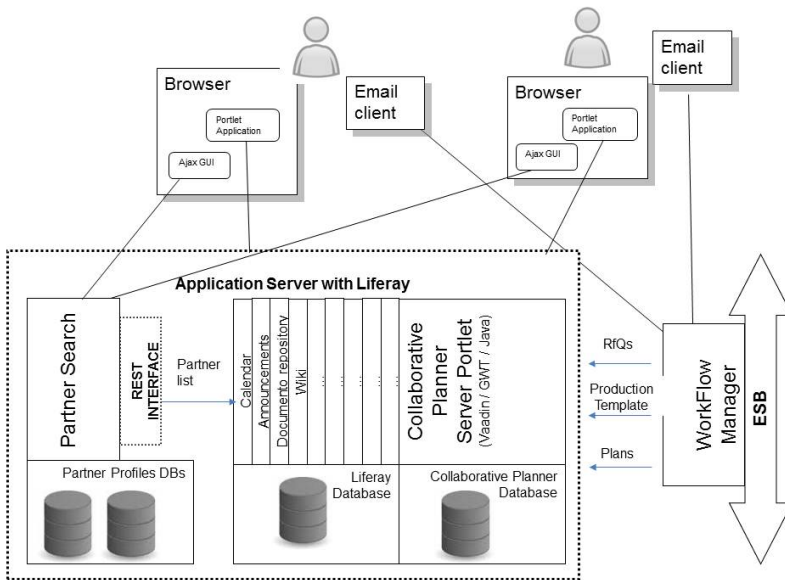 Browser
Portlet
Application
Ajax GUI
Email
client
Browser
Portlet
Application
Ajax GUI
Email
client
Application Server with Liferay
Partner Search
REST
INTERFACE
Partner
list
Calendar
Announcements
Documento repository
Wiki
...
...
...
...
...
Collaborative
Planner
Server Portlet
(Vaadin / GWT / Java)
RfQs
Production
Template
Plans
WorkFlow
Manager
ESB
Partner Profiles DBs
Liferay
Database
Collaborative Planner
Database